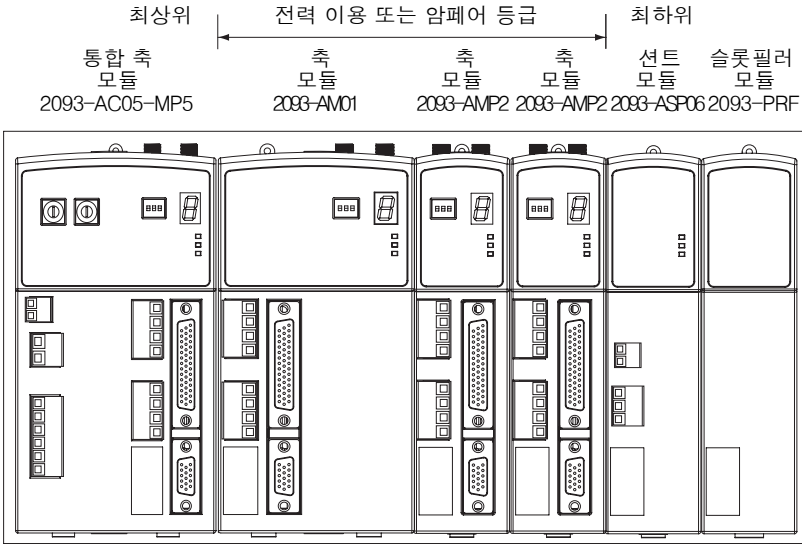 최상위 전력 이용 또는 암페어 등급 최하위
통합 축 모듈 2093-AC05-MP5
축 모듈 2093-AM01
축 모듈 2093-AMP2
축 모듈 2093-AMP2
션트 모듈 2093-ASP06
슬롯필러 모듈 2093-PRF